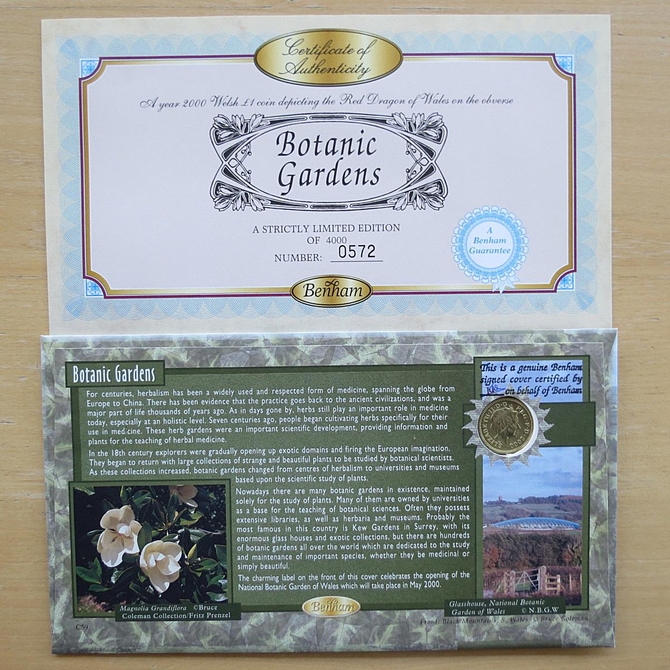 Certificate of
Authenticity
A year 2000 Welsh £1 coin depicting the Red Dragon of Wales on the obverse
Botanic
Gardens
A STRICTLY LIMITED EDITION
OF 4000
NUMBER: 0572
A
Benham
Guarantee
Benham
Botanic Gardens
For centuries, herbalism has been a widely used and respected form of medicine, spanning the globe from
Europe to China. There has been evidence that the practice goes back to the ancient civilizations, and was a
major part of life thousands of years ago. As in days gone by, herbs still play an important role in medicine
today, especially at an holistic level. Seven centuries ago, people began cultivating herbs specifically for their
use in medicine. These herb gardens were an important scientific development, providing information and
plants for the teaching of herbal medicine.
In the 18th century explorers were gradually opening up exotic domains and firing the European imagination.
They began to return with large collections of strange and beautiful plants to be studied by botanical scientists.
As these collections increased, botanic gardens changed from centres of herbalism to universities and museums
based upon the scientific study of plants.
Nowadays there are many botanic gardens in existence, maintained
solely for the study of plants. Many of them are owned by universities
as a base for the teaching of botanical sciences. Often they possess
extensive libraries, as well as herbaria and museums. Probably the
most famous in this country is Kew Gardens in Surrey, with its
enormous glass houses and exotic collections, but there are hundreds
of botanic gardens all over the world which are dedicated to the study
and maintenance of important species, whether they be medicinal or
simply beautiful.
The charming label on the front of this cover celebrates the opening of the
National Botanic Garden of Wales which will take place in May 2000.
This is a genuine Benham
signed cover certified by
on behalf of Benham
Magnolia Grandiflora ©Bruce
Coleman Collection/Fritz Prenzel
Benham
Glasshouse, National Botanic
Garden of Wales © N.B.G.W
Front: Black Mountains, S. Wales © Bruce Coleman
C59